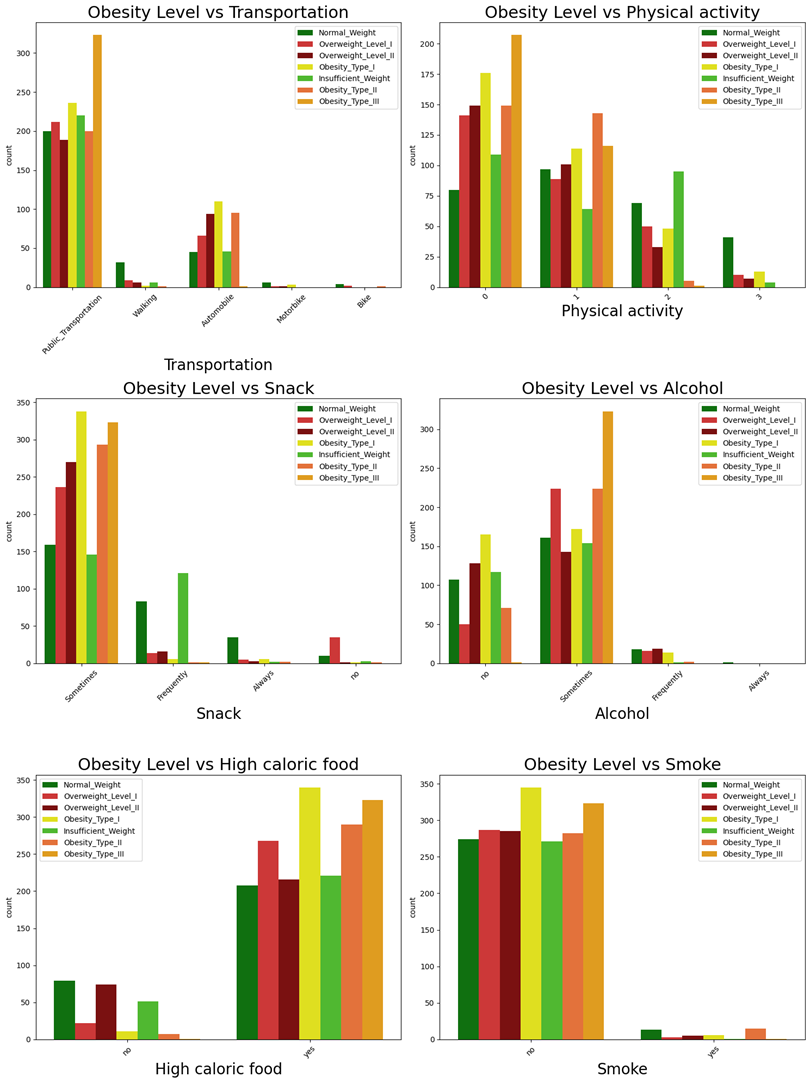 Obesity Level vs Transportation
count
350
300
250
200
150
100
50
0
Normal_Weight
Overweight_Level_I
Overweight_Level_II
Obesity_Type_I
Insufficient_Weight
Obesity_Type_II
Obesity_Type_III
Public_Transportation
Walking
Automobile
Motorbike
Bike
Transportation
Obesity Level vs Physical activity
count
200
175
150
125
100
75
50
25
0
Normal_Weight
Overweight_Level_I
Overweight_Level_II
Obesity_Type_I
Insufficient_Weight
Obesity_Type_II
Obesity_Type_III
0
1
2
3
Physical activity
Obesity Level vs Snack
count
350
300
250
200
150
100
50
0
Normal_Weight
Overweight_Level_I
Overweight_Level_II
Obesity_Type_I
Insufficient_Weight
Obesity_Type_II
Obesity_Type_III
Sometimes
Frequently
Always
no
Snack
Obesity Level vs Alcohol
count
300
250
200
150
100
50
0
Normal_Weight
Overweight_Level_I
Overweight_Level_II
Obesity_Type_I
Insufficient_Weight
Obesity_Type_II
Obesity_Type_III
no
Sometimes
Frequently
Always
Alcohol
Obesity Level vs High caloric food
count
350
300
250
200
150
100
50
0
Normal_Weight
Overweight_Level_I
Overweight_Level_II
Obesity_Type_I
Insufficient_Weight
Obesity_Type_II
Obesity_Type_III
no
yes
High caloric food
Obesity Level vs Smoke
count
350
300
250
200
150
100
50
0
Normal_Weight
Overweight_Level_I
Overweight_Level_II
Obesity_Type_I
Insufficient_Weight
Obesity_Type_II
Obesity_Type_III
no
yes
Smoke